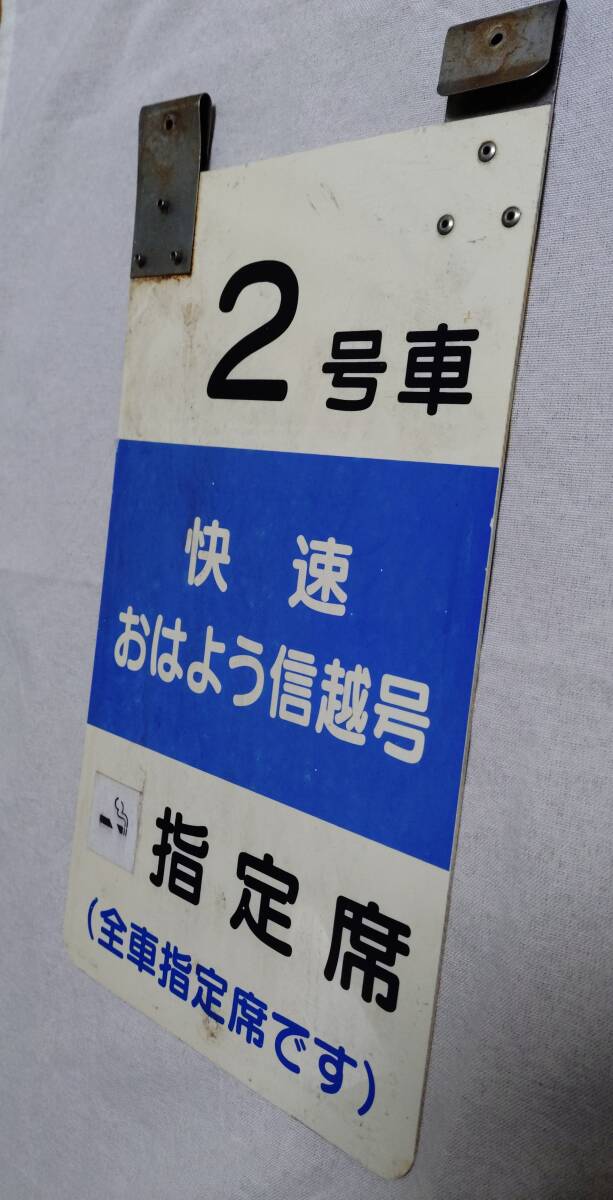 2号車
快速
おはよう信越号
指定席
(全車指定席です)